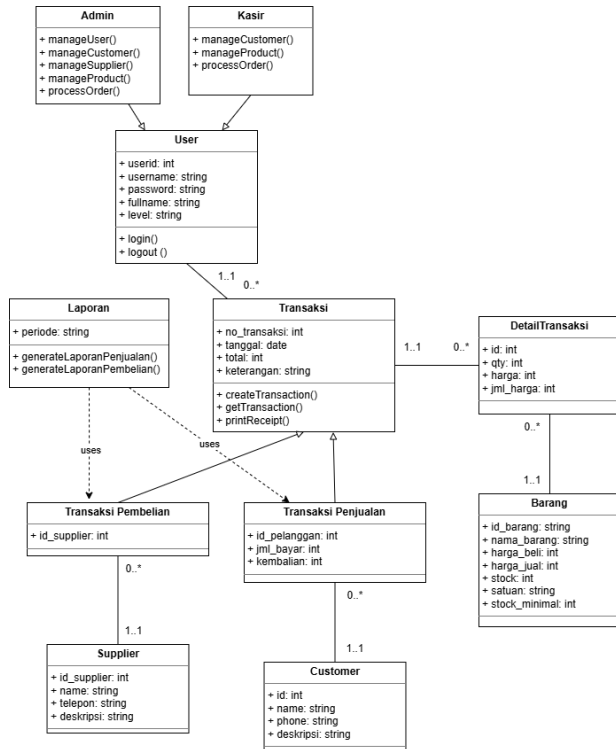 Admin
+ manageUser()
+ manageCustomer()
+ manageSupplier()
+ manageProduct()
+ processOrder()
Kasir
+ manageCustomer()
+ manageProduct()
+ processOrder()
User
+ userid: int
+ username: string
+ password: string
+ fullname: string
+ level: string
+ login()
+ logout ()
1..1
0..*
Laporan
+ periode: string
+ generateLaporanPenjualan()
+ generateLaporanPembelian()
Transaksi
+ no_transaksi: int
+ tanggal: date
+ total: int
+ keterangan: string
+ createTransaction()
+ getTransaction()
+ printReceipt()
1..1
0..*
DetailTransaksi
+ id: int
+ qty: int
+ harga: int
+ jml_harga: int
0..*
1..1
uses
uses
Transaksi Pembelian
+ id_supplier: int
Transaksi Penjualan
+ id_pelanggan: int
+ jml_bayar: int
+ kembalian: int
Barang
+ id_barang: string
+ nama_barang: string
+ harga_beli: int
+ harga_jual: int
+ stock: int
+ satuan: string
+ stock_minimal: int
0..*
1..1
0..*
1..1
Supplier
+ id_supplier: int
+ name: string
+ telepon: string
+ deskripsi: string
Customer
+ id: int
+ name: string
+ phone: string
+ deskripsi: string